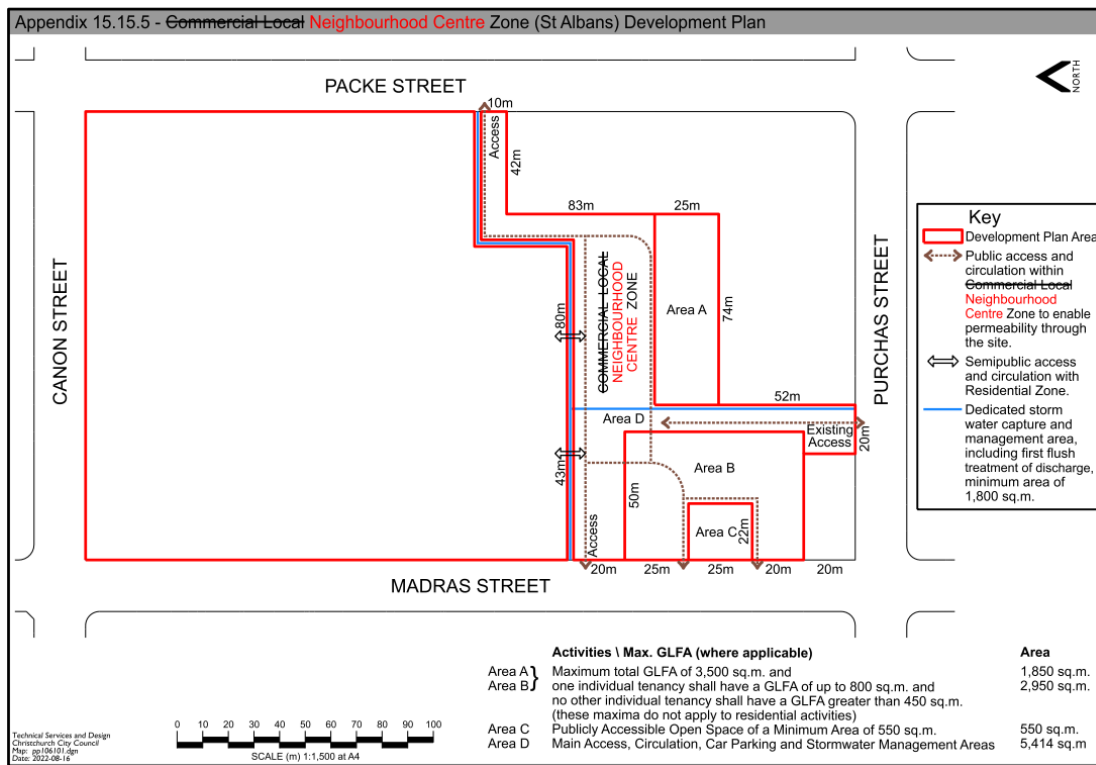 Appendix 15.15.5 - Commercial Local Neighbourhood Centre Zone (St Albans) Development Plan
PACKE STREET
NORTH
10m
Access
42m
83m
25m
CANON STREET
PURCHAS STREET
COMMERCIAL LOCAL
NEIGHBOURHOOD
CENTRE ZONE
Area A
74m
80m
52m
Area D
Existing
Access
20m
43m
Area B
50m
Access
Area C
22m
20m
25m
25m
20m
20m
MADRAS STREET
Key
Development Plan Area
Public access and
circulation within
Commercial Local
Neighbourhood
Centre Zone to enable
permeability through
the site.
Semipublic access
and circulation with
Residential Zone.
Dedicated storm
water capture and
management area,
including first flush
treatment of discharge,
minimum area of
1,800 sq.m.
Activities \ Max. GLFA (where applicable) Area
Area A } Maximum total GLFA of 3,500 sq.m. and 1,850 sq.m.
Area B one individual tenancy shall have a GLFA of up to 800 sq.m. and 2,950 sq.m.
no other individual tenancy shall have a GLFA greater than 450 sq.m.
(these maxima do not apply to residential activities)
Area C Publicly Accessible Open Space of a Minimum Area of 550 sq.m. 550 sq.m.
Area D Main Access, Circulation, Car Parking and Stormwater Management Areas 5,414 sq.m
0 10 20 30 40 50 60 70 80 90 100
SCALE (m) 1:1,500 at A4
Technical Services and Design
Christchurch City Council
Map: pp106101.dgn
Date: 2022-08-16